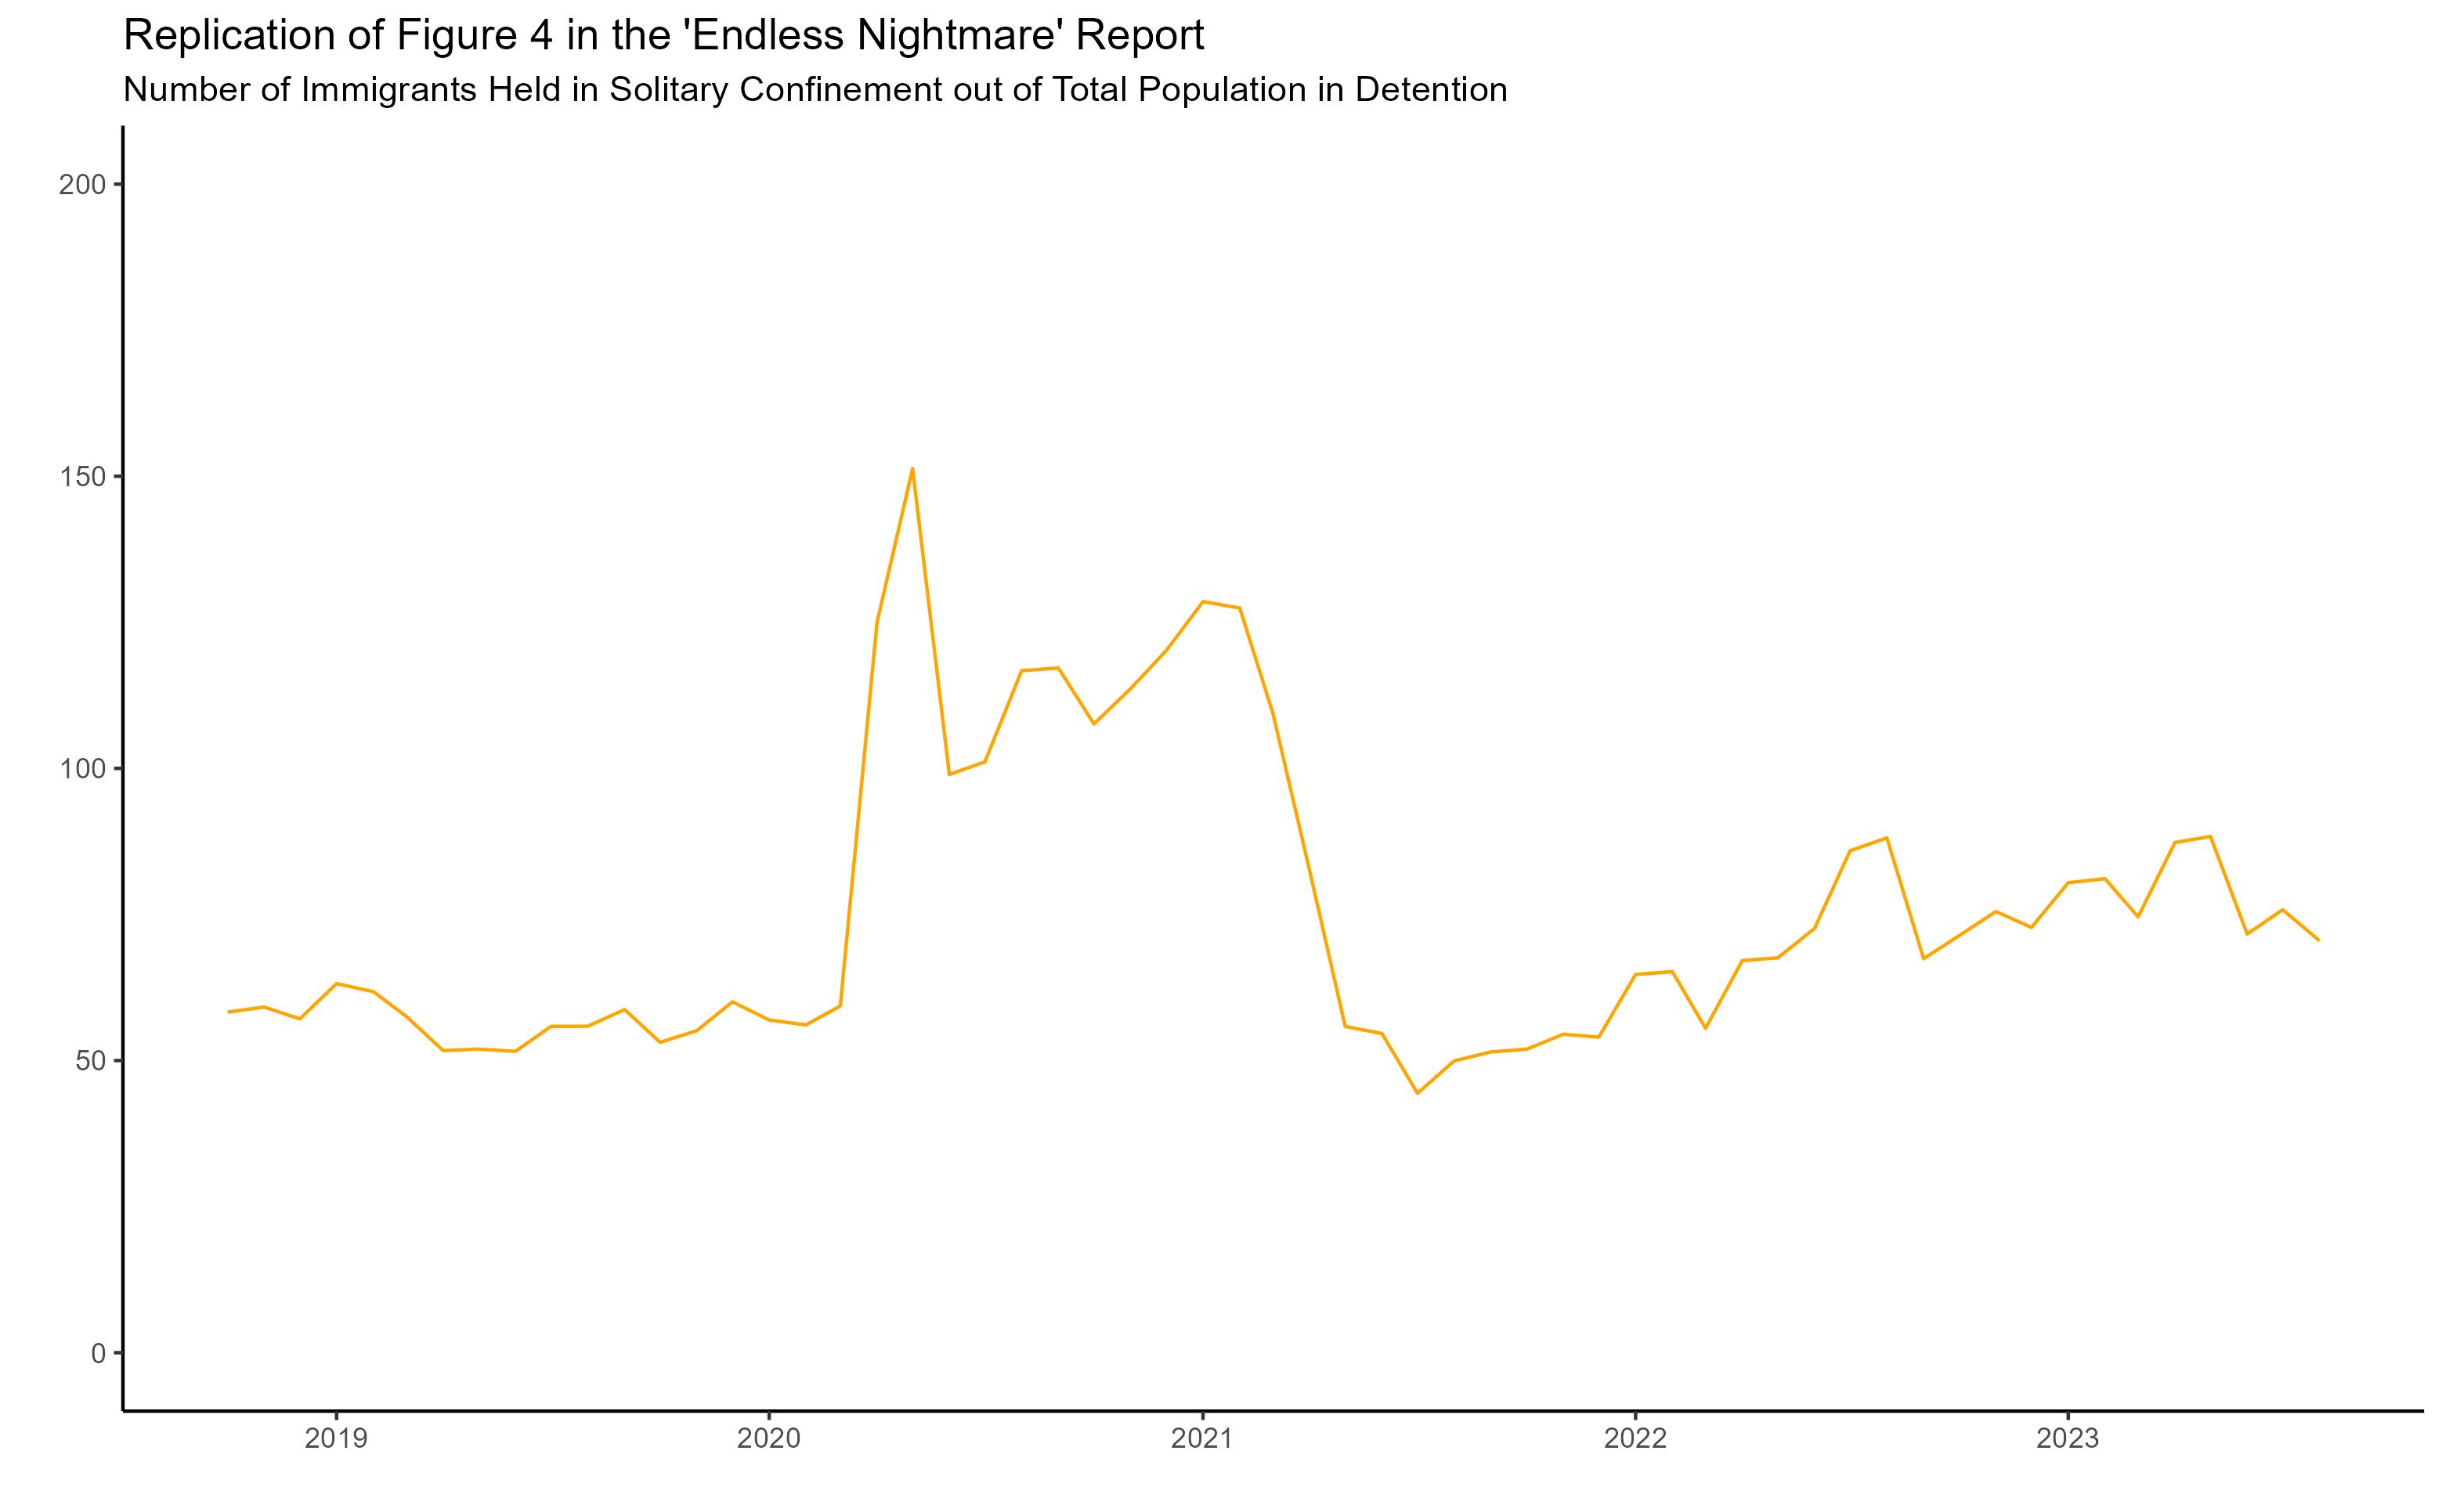 Replication of Figure 4 in the 'Endless Nightmare' Report
Number of Immigrants Held in Solitary Confinement out of Total Population in Detention
200
150
100
50
0
2019 2020 2021 2022 2023